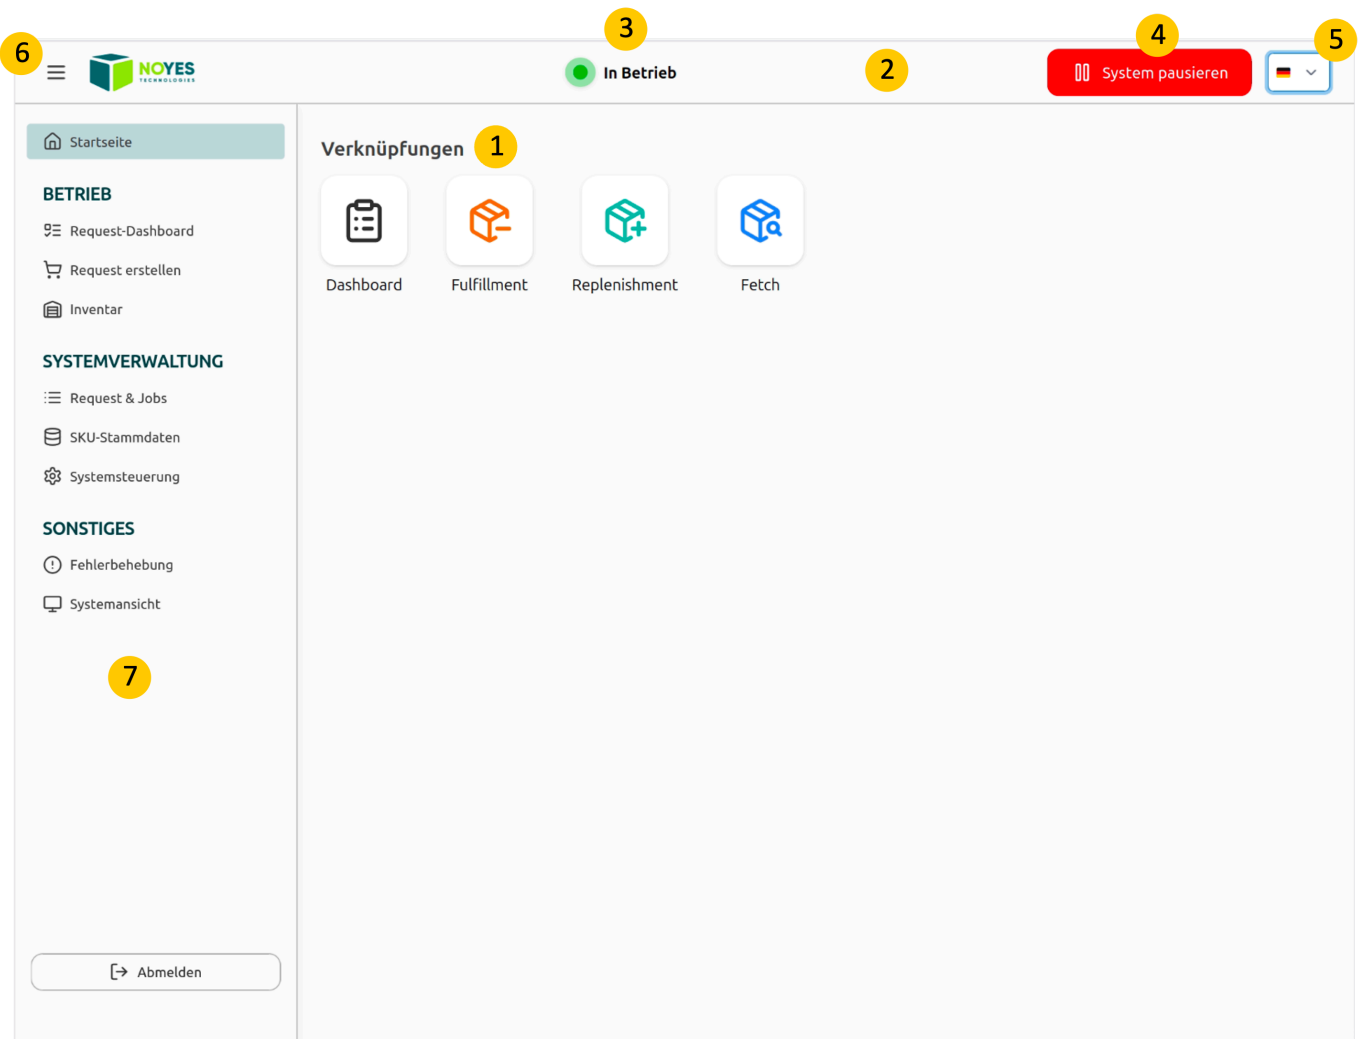 3
4
5
6
NOYES
TECHNOLOGIES
In Betrieb
2
System pausieren
Startseite
Verknüpfungen
1
BETRIEB
Request-Dashboard
Request erstellen
Inventar
Dashboard
Fulfillment
Replenishment
Fetch
SYSTEMVERWALTUNG
Request & Jobs
SKU-Stammdaten
Systemsteuerung
SONSTIGES
Fehlerbehebung
Systemansicht
7
Abmelden